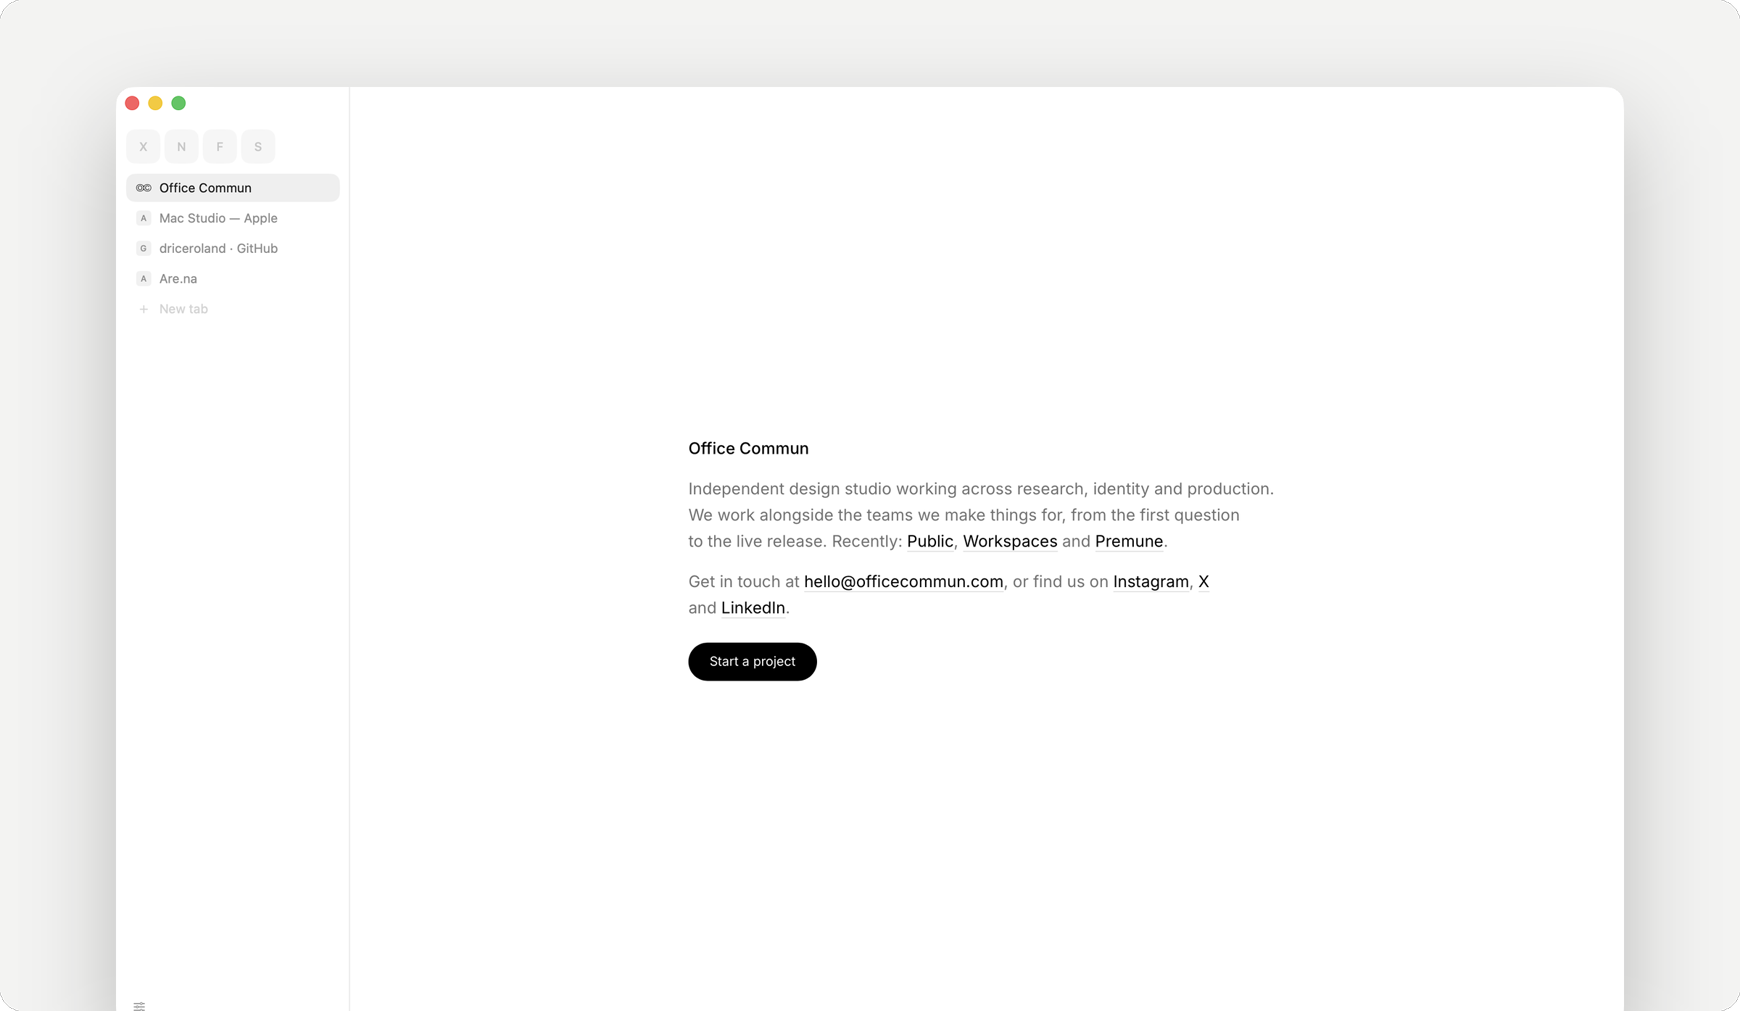 X N F S
Office Commun
A Mac Studio — Apple
G driceroland · GitHub
A Are.na
+ New tab
Office Commun
Independent design studio working across research, identity and production.
We work alongside the teams we make things for, from the first question
to the live release. Recently: Public, Workspaces and Premune.
Get in touch at hello@officecommun.com, or find us on Instagram, X
and LinkedIn.
Start a project